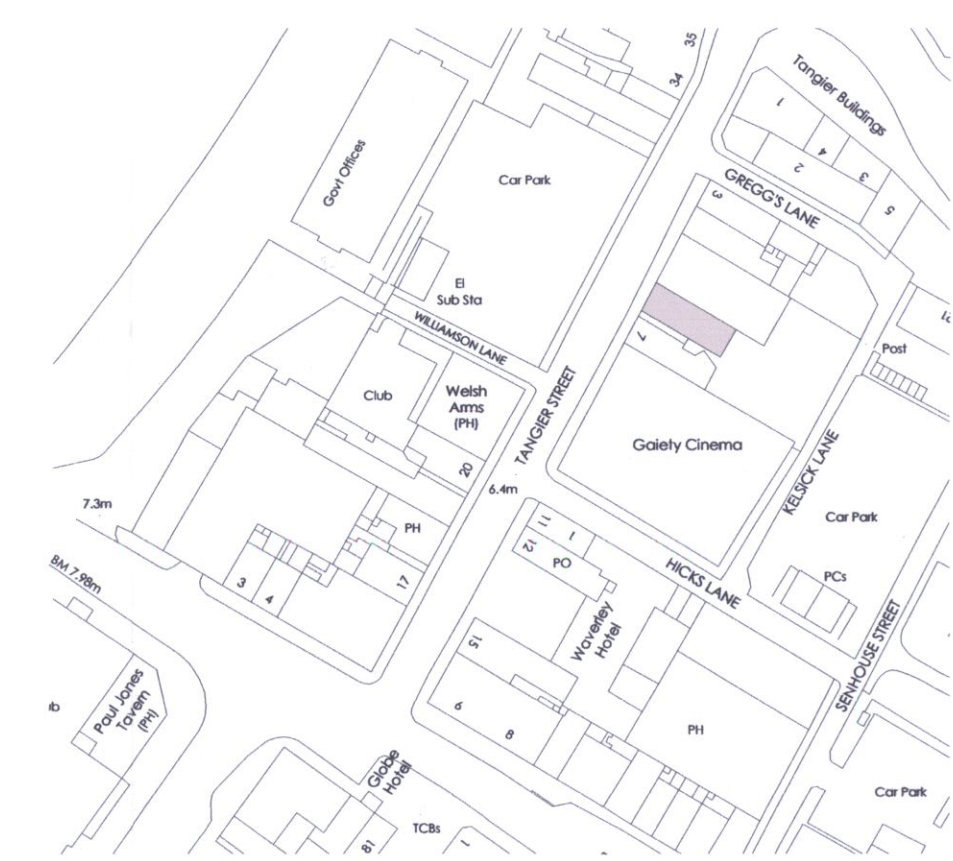 35
34
Tangier Buildings
1
4
3
2
5
Govt Offices
Car Park
GREGG'S LANE
3
El
Sub Sta
WILLIAMSON LANE
7
Post
Club
Welsh
Arms
(PH)
TANGIER STREET
Gaiety Cinema
20
6.4m
KELSICK LANE
Car Park
7.3m
PH
11
1
12
PO
HICKS LANE
PCs
BM 7.98m
3
4
17
Waverley
Hotel
SENHOUSE STREET
15
Paul Jones
Tavern
(PH)
9
8
PH
Globe
Hotel
Car Park
TCBs
81
1